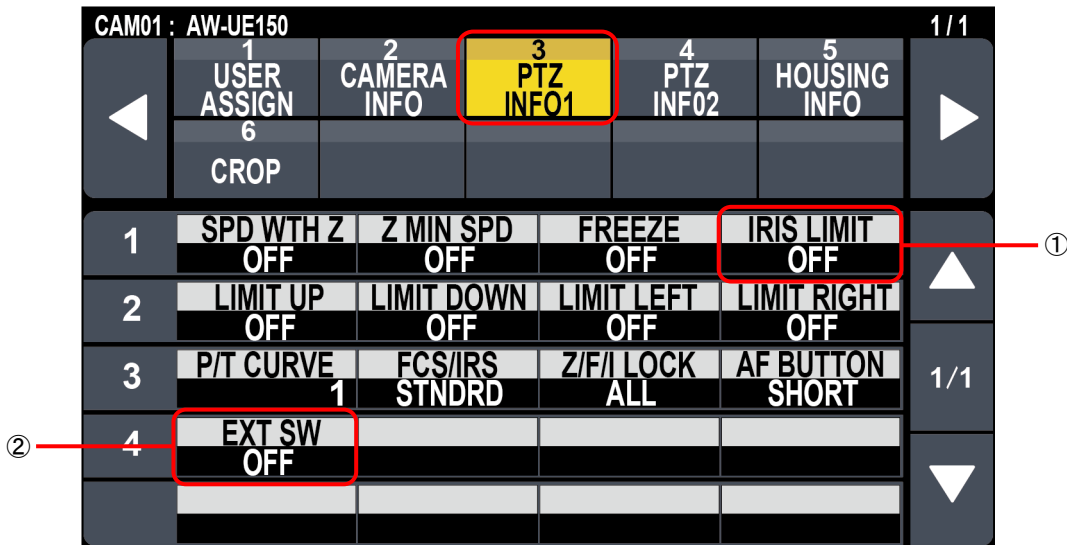 CAM01 : AW-UE150 1 / 1
1 2 3 4 5
USER CAMERA PTZ PTZ HOUSING
ASSIGN INFO INFO1 INF02 INFO
6
CROP
1 SPD WTH Z Z MIN SPD FREEZE IRIS LIMIT
OFF OFF OFF OFF
①
2 LIMIT UP LIMIT DOWN LIMIT LEFT LIMIT RIGHT
OFF OFF OFF OFF
3 P/T CURVE FCS/IRS Z/F/I LOCK AF BUTTON
1 STNDRD ALL SHORT
1/1
② 4 EXT SW
OFF